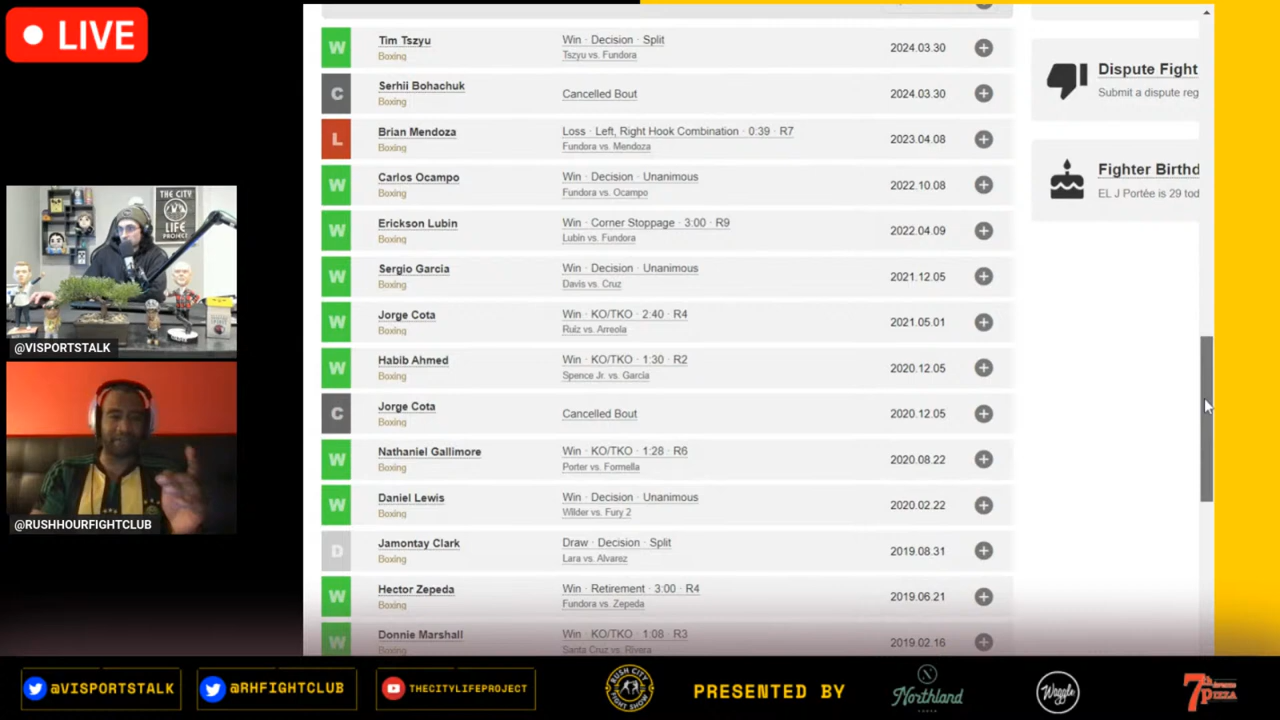 LIVE
W
Tim Tszyu
Boxing
Win · Decision · Split
Tszyu vs. Fundora
2024.03.30
C
Serhii Bohachuk
Boxing
Cancelled Bout
2024.03.30
L
Brian Mendoza
Boxing
Loss · Left, Right Hook Combination · 0:39 · R7
Fundora vs. Mendoza
2023.04.08
W
Carlos Ocampo
Boxing
Win · Decision · Unanimous
Fundora vs. Ocampo
2022.10.08
W
Erickson Lubin
Boxing
Win · Corner Stoppage · 3:00 · R9
Lubin vs. Fundora
2022.04.09
W
Sergio Garcia
Boxing
Win · Decision · Unanimous
Davis vs. Cruz
2021.12.05
W
Jorge Cota
Boxing
Win · KO/TKO · 2:40 · R4
Ruiz vs. Arreola
2021.05.01
W
Habib Ahmed
Boxing
Win · KO/TKO · 1:30 · R2
Spence Jr. vs. Garcia
2020.12.05
C
Jorge Cota
Boxing
Cancelled Bout
2020.12.05
W
Nathaniel Gallimore
Boxing
Win · KO/TKO · 1:28 · R6
Porter vs. Formella
2020.08.22
W
Daniel Lewis
Boxing
Win · Decision · Unanimous
Wilder vs. Fury 2
2020.02.22
D
Jamontay Clark
Boxing
Draw · Decision · Split
Lara vs. Alvarez
2019.08.31
W
Hector Zepeda
Boxing
Win · Retirement · 3:00 · R4
Fundora vs. Zepeda
2019.06.21
W
Donnie Marshall
Win · KO/TKO · 1:08 · R3
Santa Cruz vs. Rivera
2019.02.16
Dispute Fight
Submit a dispute reg
Fighter Birthd
EL J Portée is 29 tod
THE CITY
LIFE
PROJECT
@VISPORTSTALK
@RUSHHOURFIGHTCLUB
@VISPORTSTALK
@RHFIGHTCLUB
THECITYLIFEPROJECT
RUSH CITY
FIGHT SHOW
PRESENTED BY
Northland
Waggle
7th
PIZZA